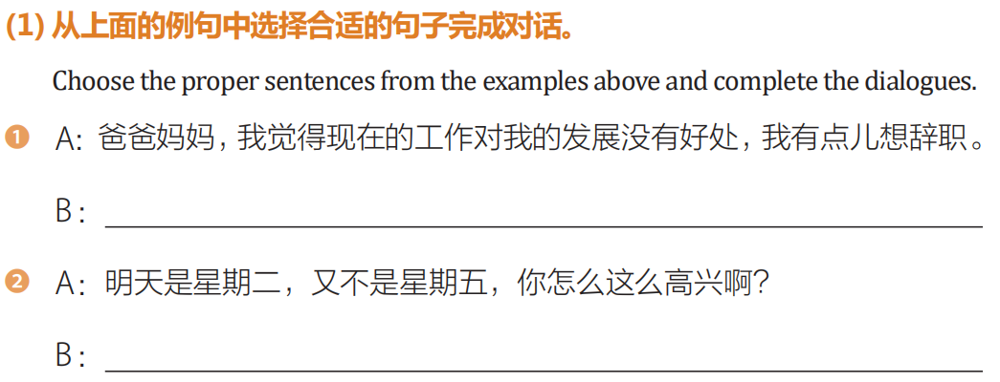 (1) 从上面的例句中选择合适的句子完成对话。
Choose the proper sentences from the examples above and complete the dialogues.
1 A: 爸爸妈妈，我觉得现在的工作对我的发展没有好处，我有点儿想辞职。
B:
2 A: 明天是星期二，又不是星期五，你怎么这么高兴啊？
B: